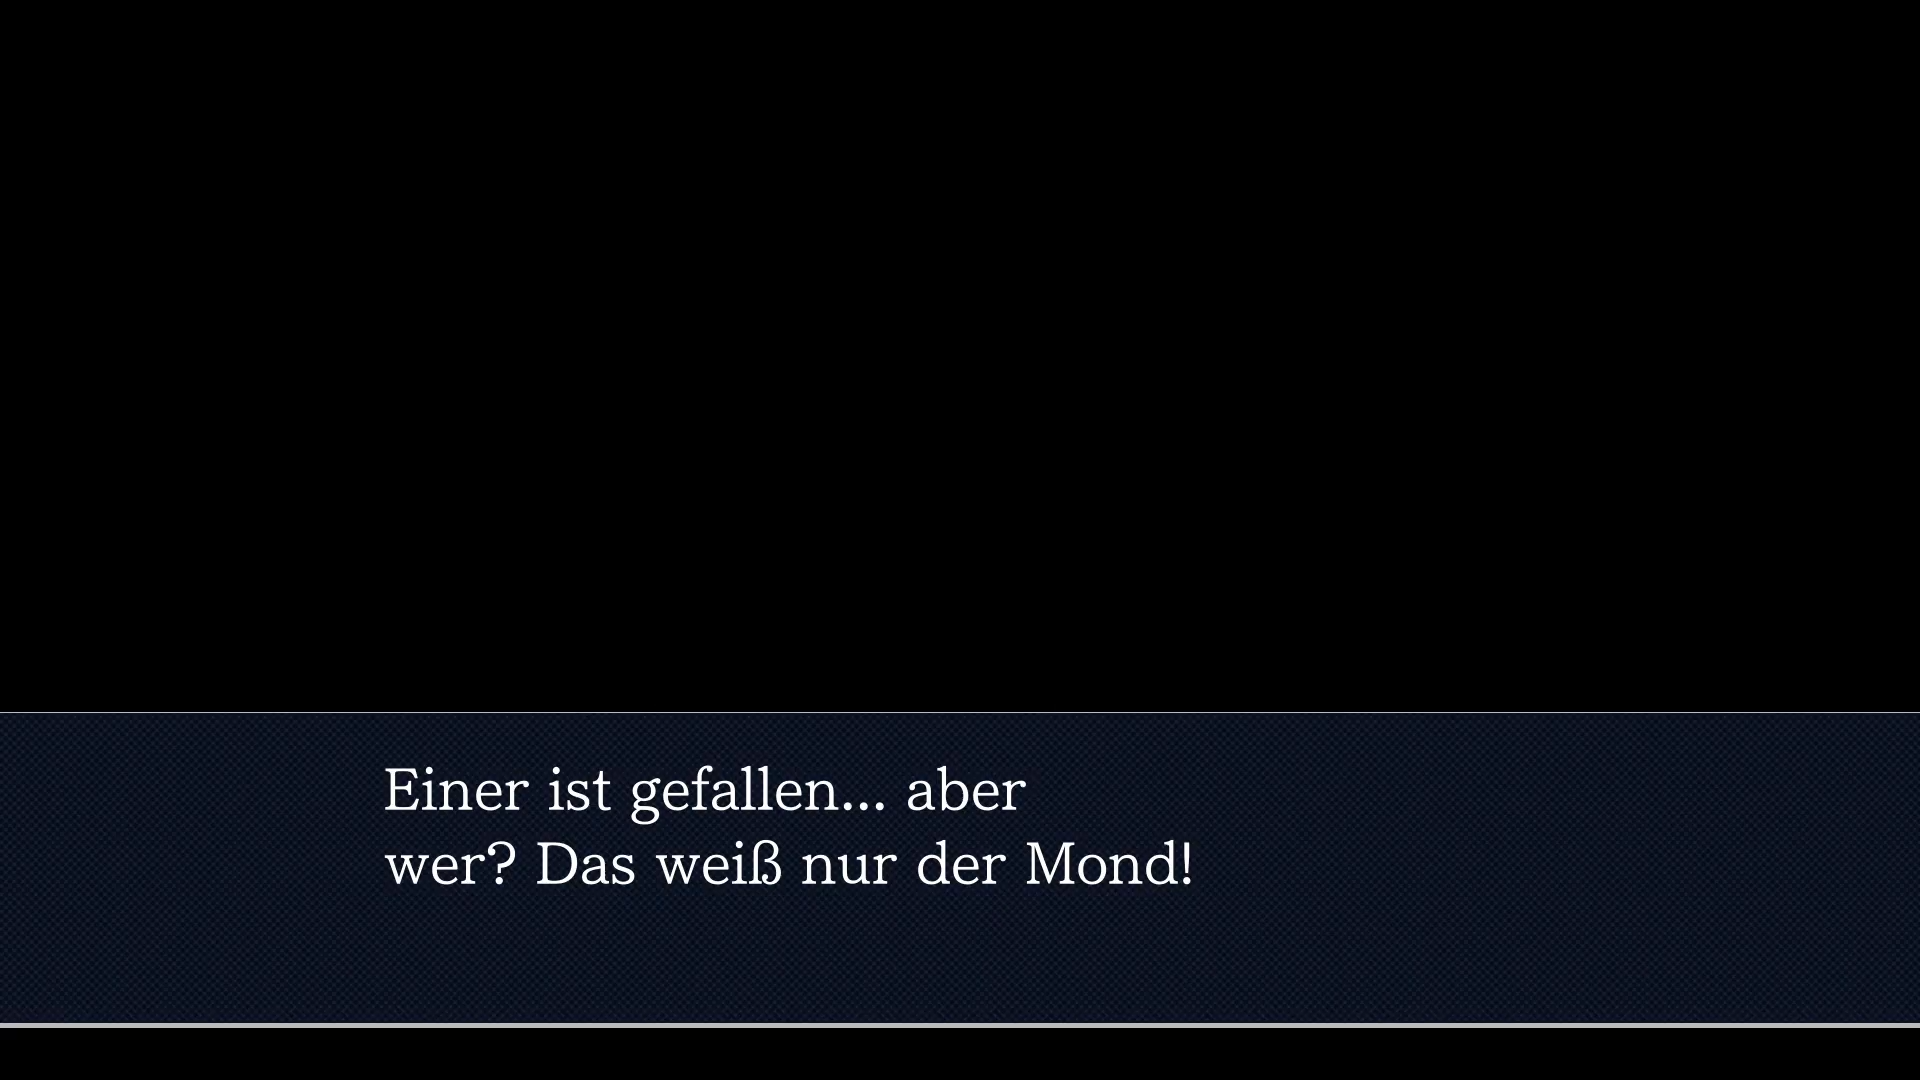 Einer ist gefallen... aber
wer? Das weiß nur der Mond!